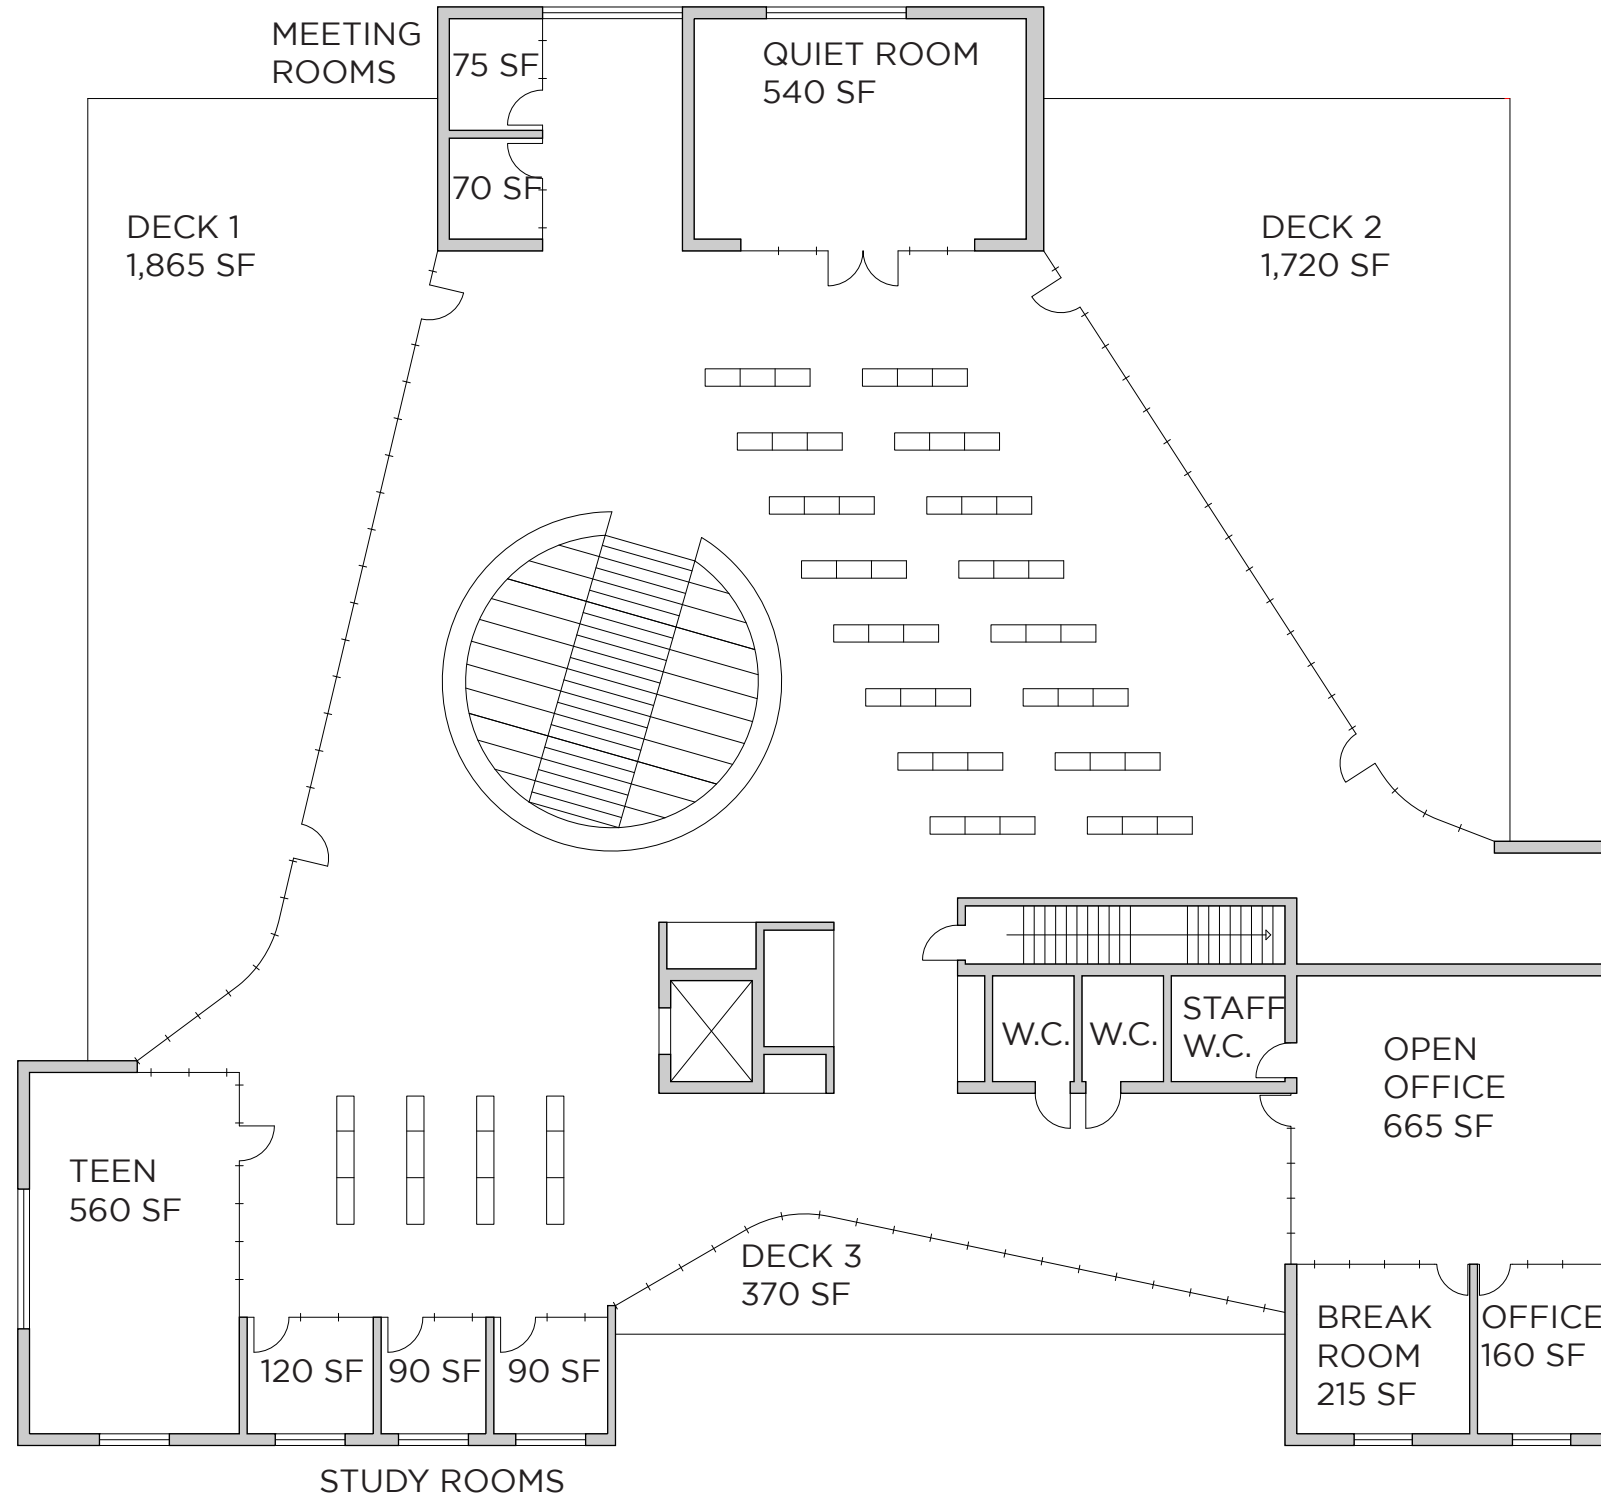 MEETING
ROOMS
75 SF
70 SF
QUIET ROOM
540 SF
DECK 1
1,865 SF
DECK 2
1,720 SF
W.C.
W.C.
STAFF
W.C.
OPEN
OFFICE
665 SF
TEEN
560 SF
DECK 3
370 SF
120 SF
90 SF
90 SF
BREAK
ROOM
215 SF
OFFICE
160 SF
STUDY ROOMS